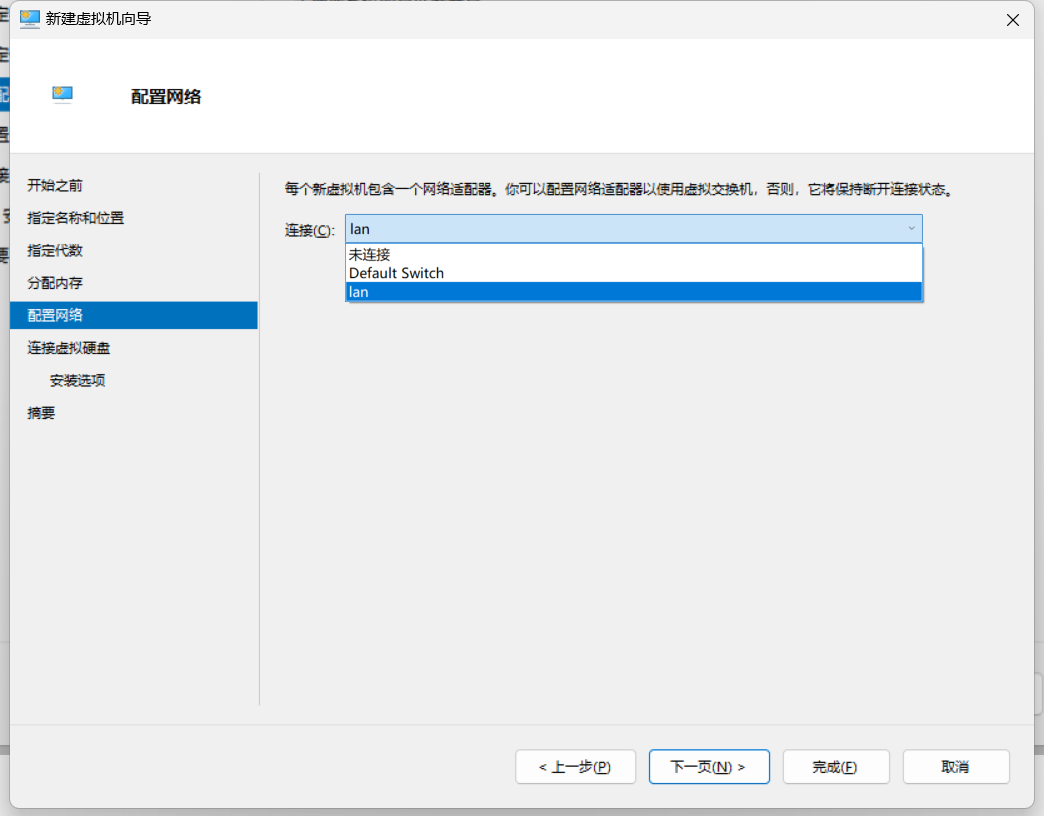 新建虚拟机向导
配置网络
开始之前
指定名称和位置
指定代数
分配内存
配置网络
连接虚拟硬盘
安装选项
摘要
每个新虚拟机包含一个网络适配器。你可以配置网络适配器以使用虚拟交换机，否则，它将保持断开连接状态。
连接(C): lan
未连接
Default Switch
lan
< 上一步(P)
下一页(N) >
完成(F)
取消